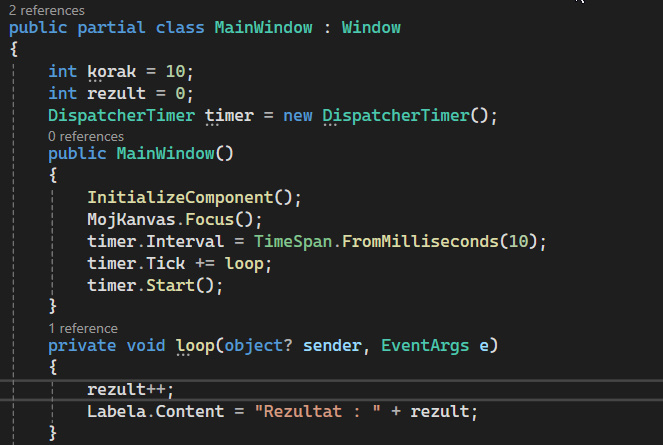 2 references
public partial class MainWindow : Window
{
int korak = 10;
int rezult = 0;
DispatcherTimer timer = new DispatcherTimer();
0 references
public MainWindow()
{
InitializeComponent();
MojKanvas.Focus();
timer.Interval = TimeSpan.FromMilliseconds(10);
timer.Tick += loop;
timer.Start();
}
1 reference
private void loop(object? sender, EventArgs e)
{
rezult++;
Labela.Content = "Rezultat : " + rezult;
}